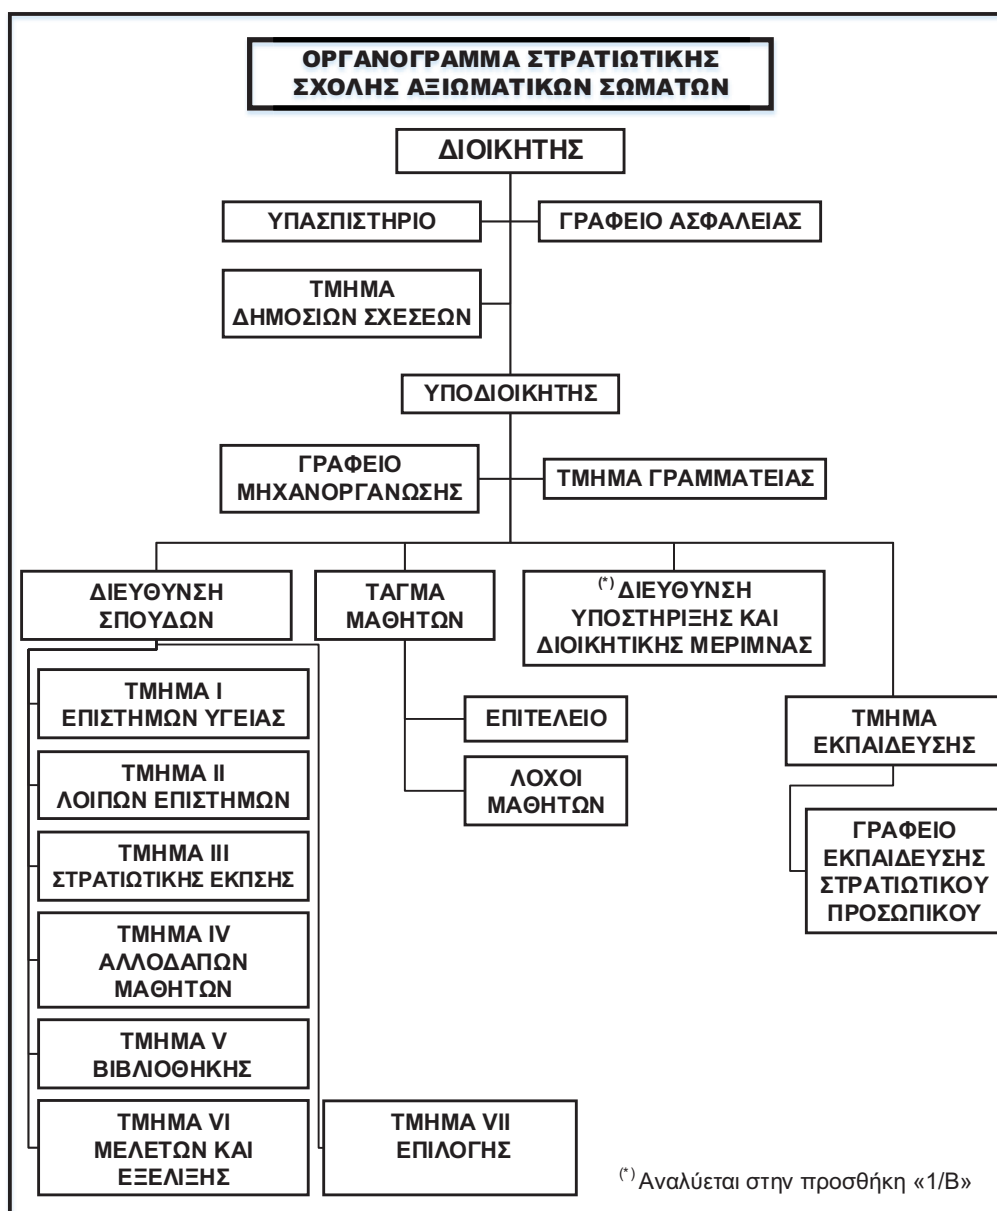 ΟΡΓΑΝΟΓΡΑΜΜΑ ΣΤΡΑΤΙΩΤΙΚΗΣ
ΣΧΟΛΗΣ ΑΞΙΩΜΑΤΙΚΩΝ ΣΩΜΑΤΩΝ
ΔΙΟΙΚΗΤΗΣ
ΥΠΑΣΠΙΣΤΗΡΙΟ
ΓΡΑΦΕΙΟ ΑΣΦΑΛΕΙΑΣ
ΤΜΗΜΑ
ΔΗΜΟΣΙΩΝ ΣΧΕΣΕΩΝ
ΥΠΟΔΙΟΙΚΗΤΗΣ
ΓΡΑΦΕΙΟ
ΜΗΧΑΝΟΡΓΑΝΩΣΗΣ
ΤΜΗΜΑ ΓΡΑΜΜΑΤΕΙΑΣ
ΔΙΕΥΘΥΝΣΗ
ΣΠΟΥΔΩΝ
ΤΑΓΜΑ
ΜΑΘΗΤΩΝ
(*) ΔΙΕΥΘΥΝΣΗ
ΥΠΟΣΤΗΡΙΞΗΣ ΚΑΙ
ΔΙΟΙΚΗΤΙΚΗΣ ΜΕΡΙΜΝΑΣ
ΤΜΗΜΑ
ΕΚΠΑΙΔΕΥΣΗΣ
ΤΜΗΜΑ I
ΕΠΙΣΤΗΜΩΝ ΥΓΕΙΑΣ
ΤΜΗΜΑ II
ΛΟΙΠΩΝ ΕΠΙΣΤΗΜΩΝ
ΤΜΗΜΑ III
ΣΤΡΑΤΙΩΤΙΚΗΣ ΕΚΠΣΗΣ
ΤΜΗΜΑ IV
ΑΛΛΟΔΑΠΩΝ
ΜΑΘΗΤΩΝ
ΤΜΗΜΑ V
ΒΙΒΛΙΟΘΗΚΗΣ
ΤΜΗΜΑ VI
ΜΕΛΕΤΩΝ ΚΑΙ
ΕΞΕΛΙΞΗΣ
ΤΜΗΜΑ VII
ΕΠΙΛΟΓΗΣ
ΕΠΙΤΕΛΕΙΟ
ΛΟΧΟΙ
ΜΑΘΗΤΩΝ
ΓΡΑΦΕΙΟ
ΕΚΠΑΙΔΕΥΣΗΣ
ΣΤΡΑΤΙΩΤΙΚΟΥ
ΠΡΟΣΩΠΙΚΟΥ
(*) Αναλύεται στην προσθήκη «1/Β»